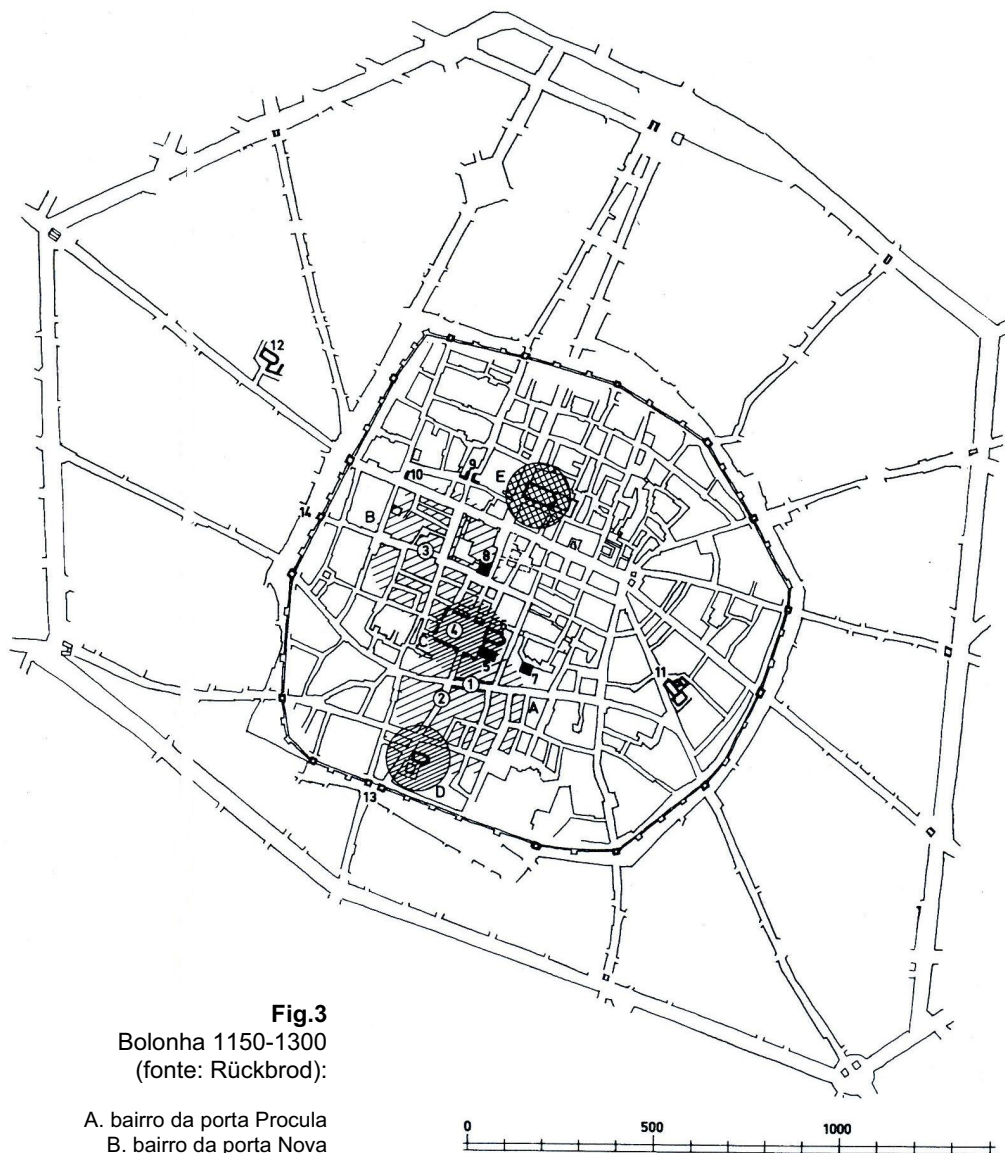 12
9
10
E
14
B
3
8
6
4
C
5
7
11
1
2
A
D
13
Fig.3
Bolonha 1150-1300
(fonte: Rückbrod):
A. bairro da porta Procula
B. bairro da porta Nova
0 500 1000